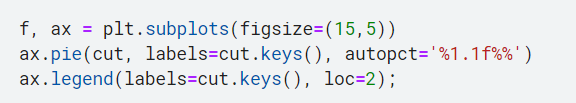 f, ax = plt.subplots(figsize=(15,5))
ax.pie(cut, labels=cut.keys(), autopct='%1.1f%%')
ax.legend(labels=cut.keys(), loc=2);